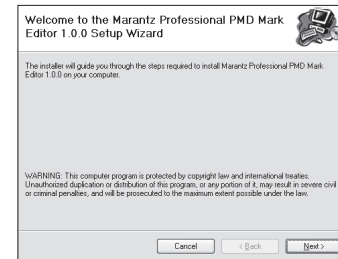 Welcome to the Marantz Professional PMD Mark
Editor 1.0.0 Setup Wizard
The installer will guide you through the steps required to install Marantz Professional PMD Mark
Editor 1.0.0 on your computer.
WARNING: This computer program is protected by copyright law and international treaties.
Unauthorized duplication or distribution of this program, or any portion of it, may result in severe civil
or criminal penalties, and will be prosecuted to the maximum extent possible under the law.
Cancel < Back Next >